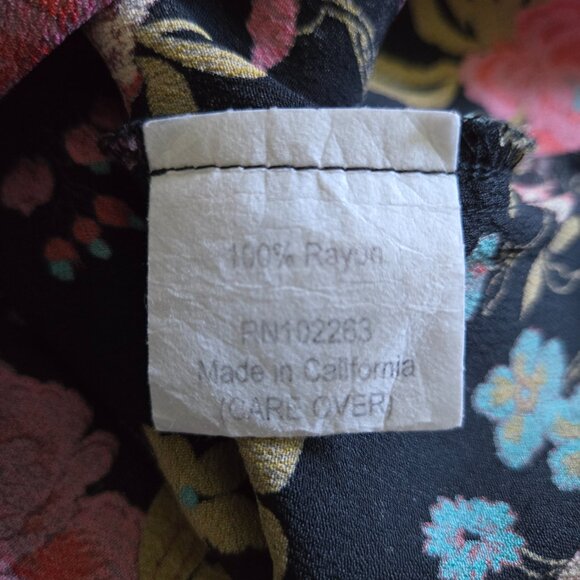 100% Rayon
RN102263
Made in California
(CARE OVER)